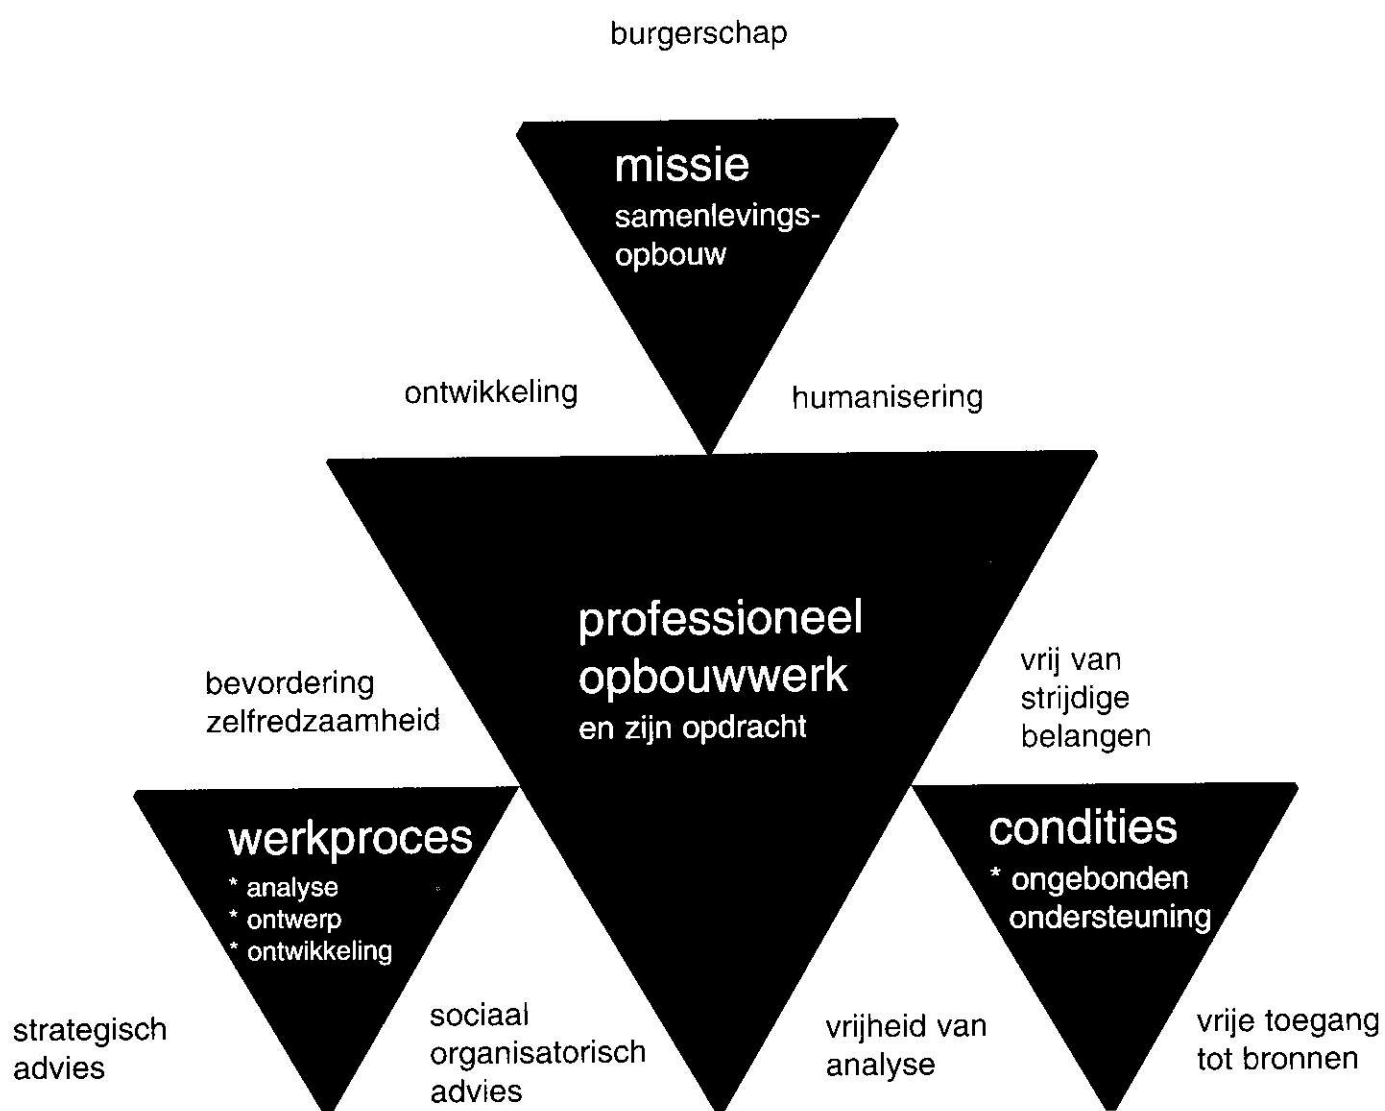 burgerschap
missie
samenlevings-
opbouw
ontwikkeling
humanisering
professioneel
opbouwwerk
en zijn opdracht
bevordering
zelfredzaamheid
vrij van
strijdige
belangen
werkproces
* analyse
* ontwerp
* ontwikkeling
condities
* ongebonden
ondersteuning
strategisch
advies
sociaal
organisatorisch
advies
vrijheid van
analyse
vrije toegang
tot bronnen